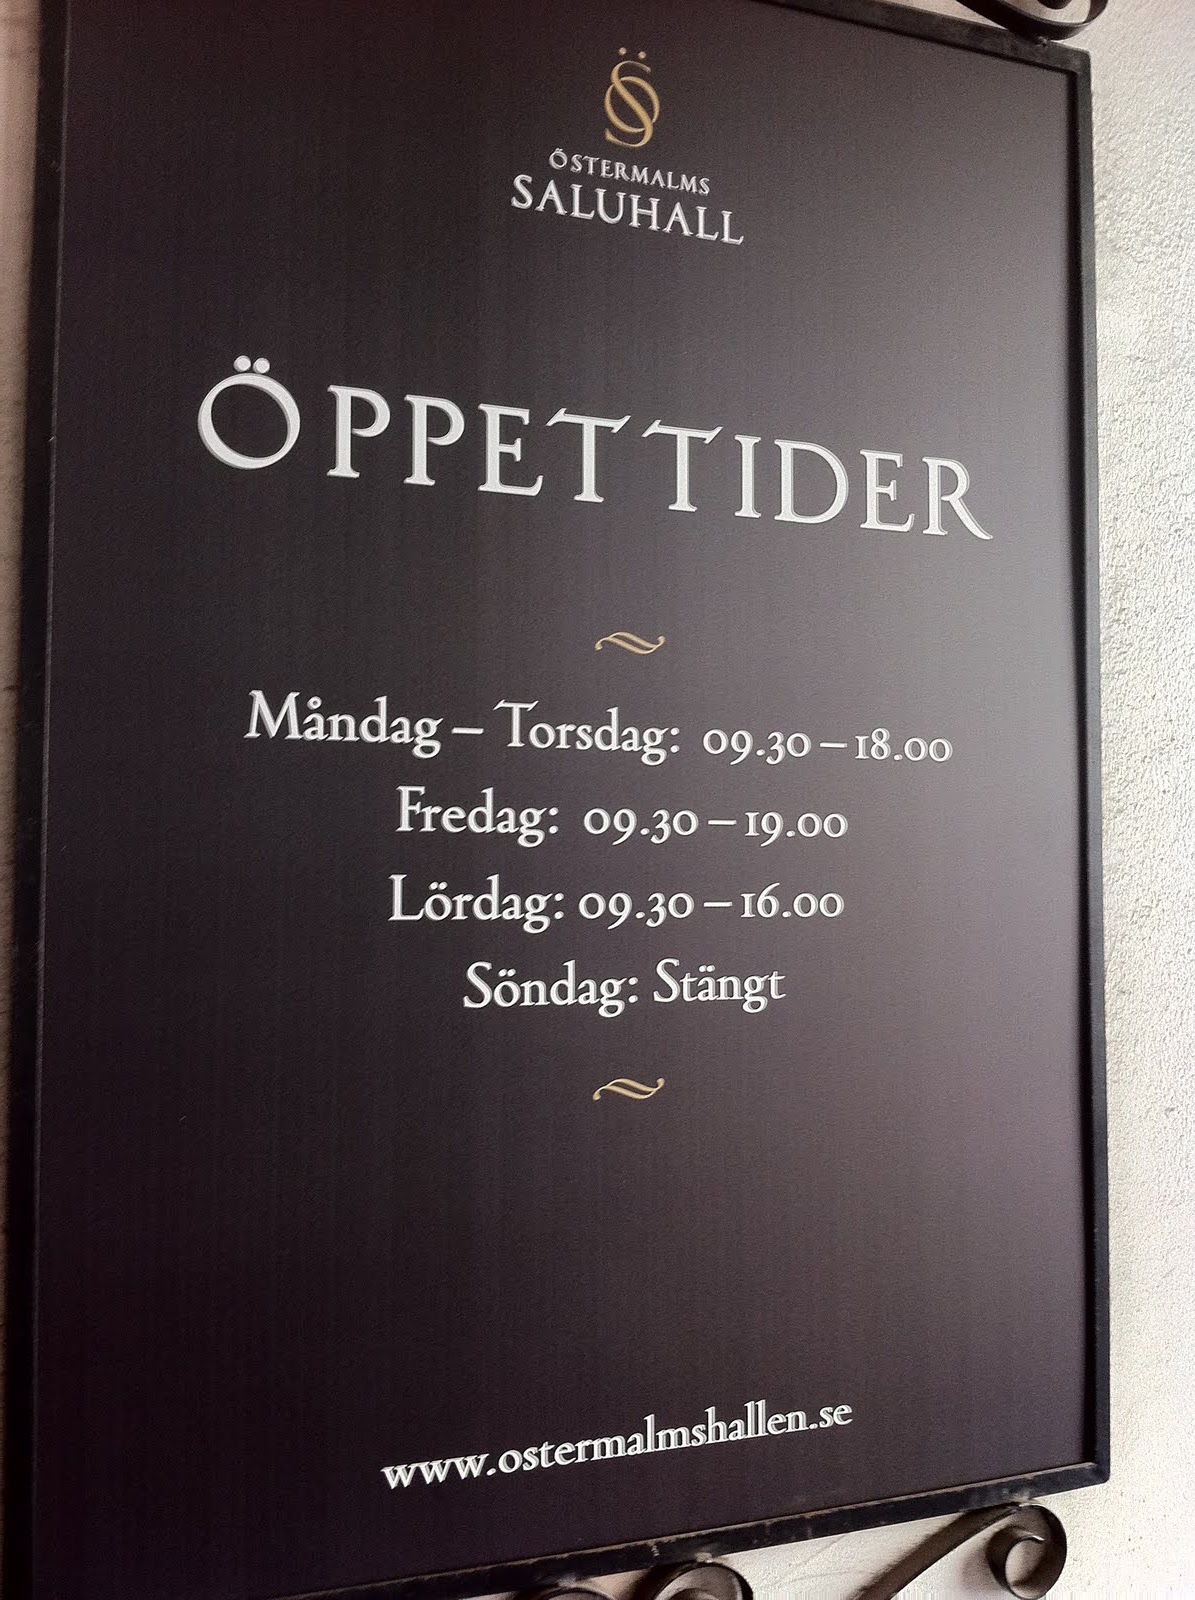 ÖSTERMALMS
SALUHALL
ÖPPETTIDER
Måndag – Torsdag: 09.30 – 18.00
Fredag: 09.30 – 19.00
Lördag: 09.30 – 16.00
Söndag: Stängt
www.ostermalmshallen.se